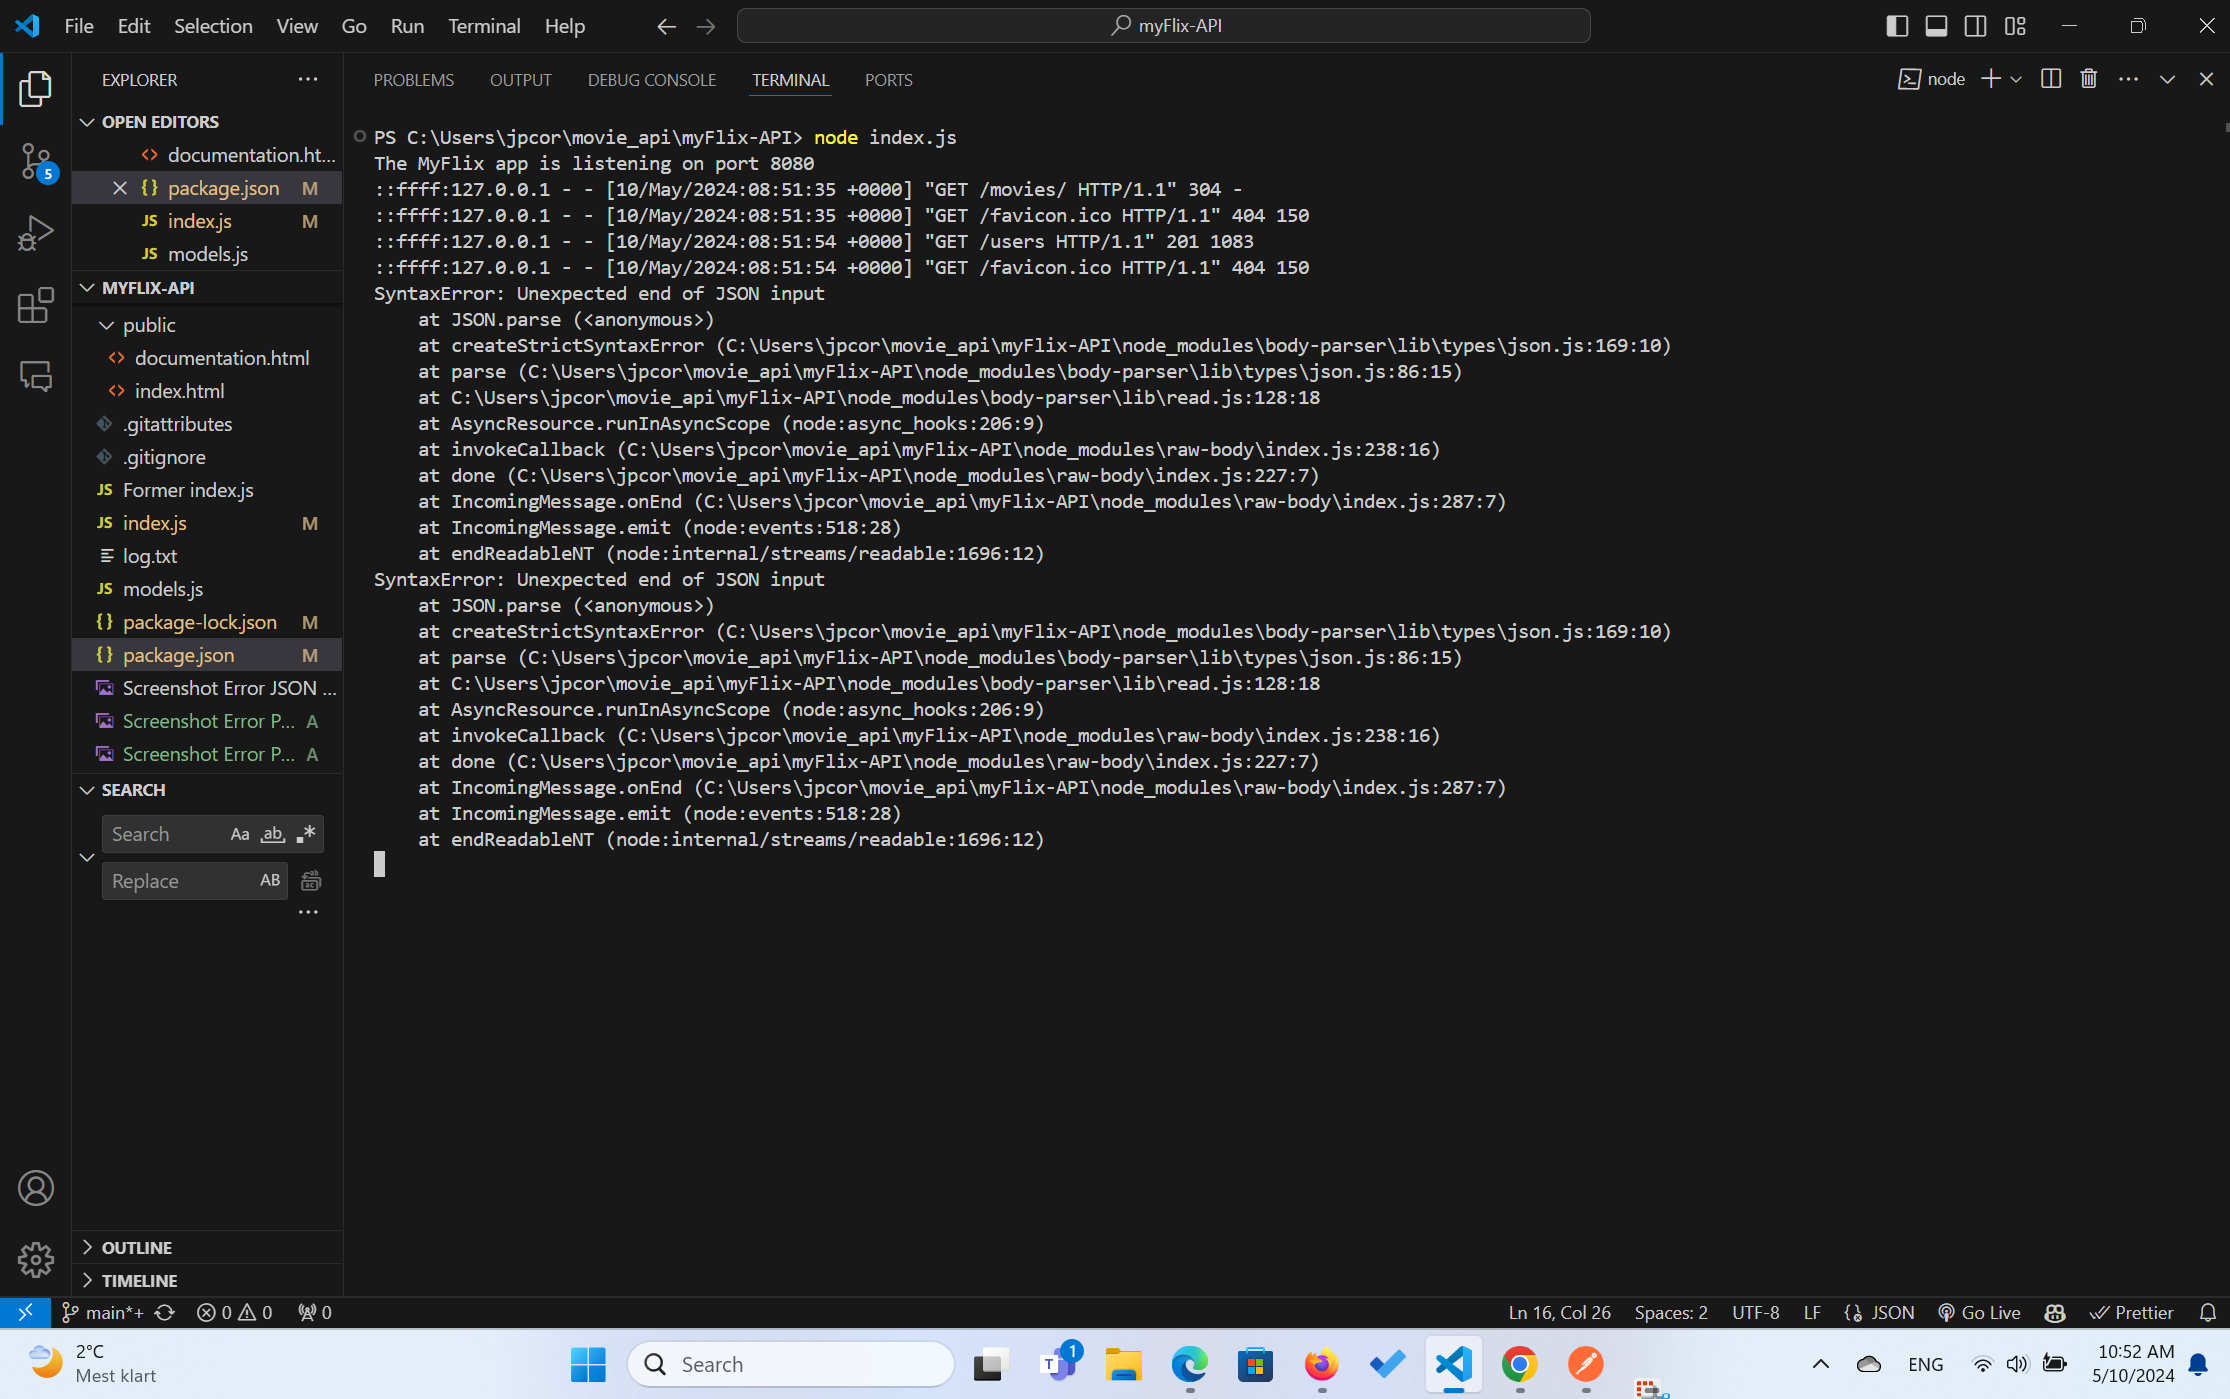 File Edit Selection View Go Run Terminal Help
myFlix-API
EXPLORER
OPEN EDITORS
documentation.ht...
package.json M
index.js M
models.js
MYFLIX-API
public
documentation.html
index.html
.gitattributes
.gitignore
Former index.js
index.js M
log.txt
models.js
package-lock.json M
package.json M
Screenshot Error JSON ...
Screenshot Error P... A
Screenshot Error P... A
SEARCH
Search Aa ab .*
Replace AB
OUTLINE
TIMELINE
5
PROBLEMS OUTPUT DEBUG CONSOLE TERMINAL PORTS
node
PS C:\Users\jpcor\movie_api\myFlix-API> node index.js
The MyFlix app is listening on port 8080
::ffff:127.0.0.1 - - [10/May/2024:08:51:35 +0000] "GET /movies/ HTTP/1.1" 304 -
::ffff:127.0.0.1 - - [10/May/2024:08:51:35 +0000] "GET /favicon.ico HTTP/1.1" 404 150
::ffff:127.0.0.1 - - [10/May/2024:08:51:54 +0000] "GET /users HTTP/1.1" 201 1083
::ffff:127.0.0.1 - - [10/May/2024:08:51:54 +0000] "GET /favicon.ico HTTP/1.1" 404 150
SyntaxError: Unexpected end of JSON input
at JSON.parse (<anonymous>)
at createStrictSyntaxError (C:\Users\jpcor\movie_api\myFlix-API\node_modules\body-parser\lib\types\json.js:169:10)
at parse (C:\Users\jpcor\movie_api\myFlix-API\node_modules\body-parser\lib\types\json.js:86:15)
at C:\Users\jpcor\movie_api\myFlix-API\node_modules\body-parser\lib\read.js:128:18
at AsyncResource.runInAsyncScope (node:async_hooks:206:9)
at invokeCallback (C:\Users\jpcor\movie_api\myFlix-API\node_modules\raw-body\index.js:238:16)
at done (C:\Users\jpcor\movie_api\myFlix-API\node_modules\raw-body\index.js:227:7)
at IncomingMessage.onEnd (C:\Users\jpcor\movie_api\myFlix-API\node_modules\raw-body\index.js:287:7)
at IncomingMessage.emit (node:events:518:28)
at endReadableNT (node:internal/streams/readable:1696:12)
SyntaxError: Unexpected end of JSON input
at JSON.parse (<anonymous>)
at createStrictSyntaxError (C:\Users\jpcor\movie_api\myFlix-API\node_modules\body-parser\lib\types\json.js:169:10)
at parse (C:\Users\jpcor\movie_api\myFlix-API\node_modules\body-parser\lib\types\json.js:86:15)
at C:\Users\jpcor\movie_api\myFlix-API\node_modules\body-parser\lib\read.js:128:18
at AsyncResource.runInAsyncScope (node:async_hooks:206:9)
at invokeCallback (C:\Users\jpcor\movie_api\myFlix-API\node_modules\raw-body\index.js:238:16)
at done (C:\Users\jpcor\movie_api\myFlix-API\node_modules\raw-body\index.js:227:7)
at IncomingMessage.onEnd (C:\Users\jpcor\movie_api\myFlix-API\node_modules\raw-body\index.js:287:7)
at IncomingMessage.emit (node:events:518:28)
at endReadableNT (node:internal/streams/readable:1696:12)
main*+ 0 0 0 Ln 16, Col 26 Spaces: 2 UTF-8 LF {} JSON Go Live Prettier
2°C
Mest klart
Search
1
ENG
10:52 AM
5/10/2024